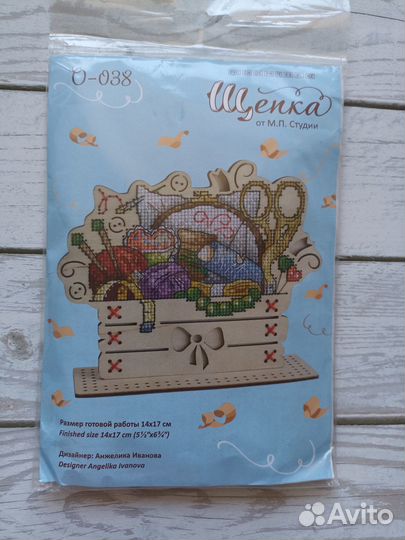 О-038
Щепка
от М.П. Студии
Размер готовой работы 14х17 см
Finished size 14x17 cm (5½"x6¾")
Дизайнер: Анжелика Иванова
Designer Angelika Ivanova
Avito